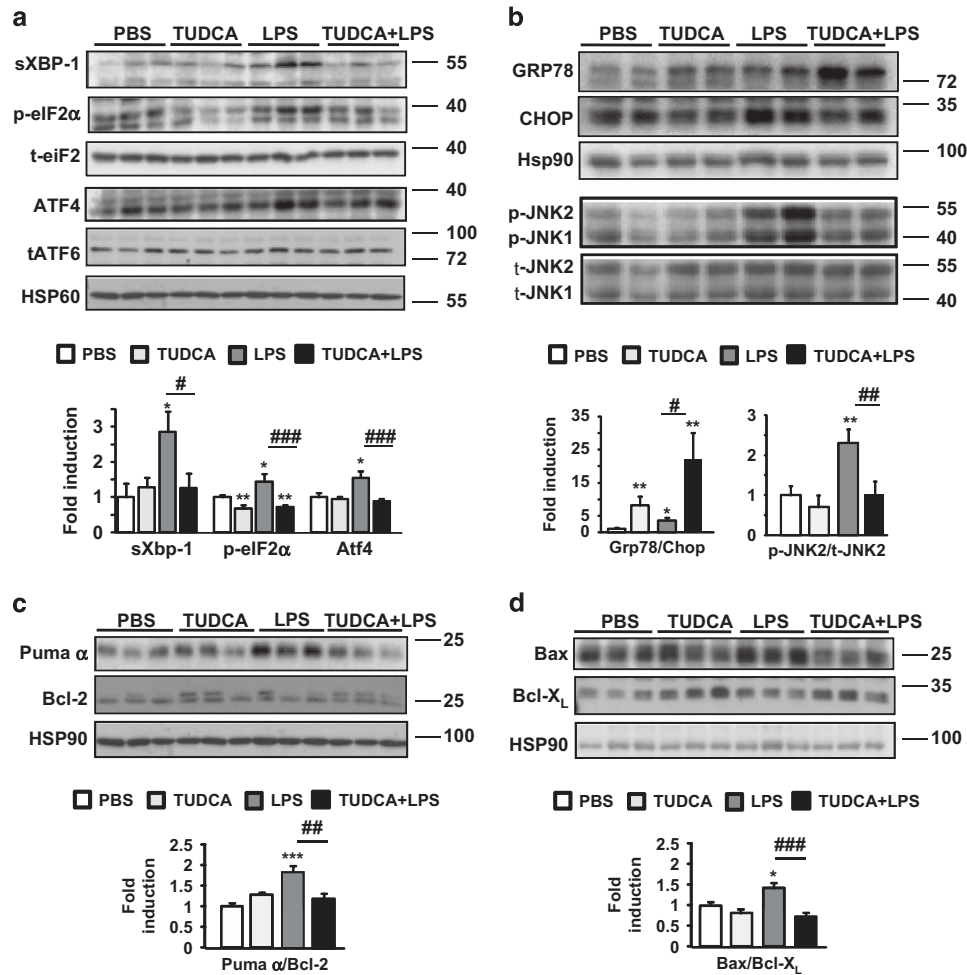 a
PBS TUDCA LPS TUDCA+LPS
sXBP-1 55
p-eIF2α 40
t-eiF2 40
ATF4 40
tATF6 100
72
HSP60 55
PBS TUDCA LPS TUDCA+LPS
Fold induction
3
2
1
0
* # ** * ### ** * ###
sXbp-1 p-eIF2α Atf4
b
PBS TUDCA LPS TUDCA+LPS
GRP78 72
CHOP 35
Hsp90 100
p-JNK2 55
p-JNK1 40
t-JNK2 55
t-JNK1 40
PBS TUDCA LPS TUDCA+LPS
Fold induction
35
25
15
5
0
** * # **
Grp78/Chop
3
2
1
0
** ##
p-JNK2/t-JNK2
c
PBS TUDCA LPS TUDCA+LPS
Puma α 25
Bcl-2 25
HSP90 100
PBS TUDCA LPS TUDCA+LPS
Fold
induction
2.5
2
1.5
1
0.5
0
*** ##
Puma α/Bcl-2
d
PBS TUDCA LPS TUDCA+LPS
Bax 25
Bcl-XL 35
HSP90 100
PBS TUDCA LPS TUDCA+LPS
Fold
induction
2.5
2
1.5
1
0.5
0
* ###
Bax/Bcl-XL